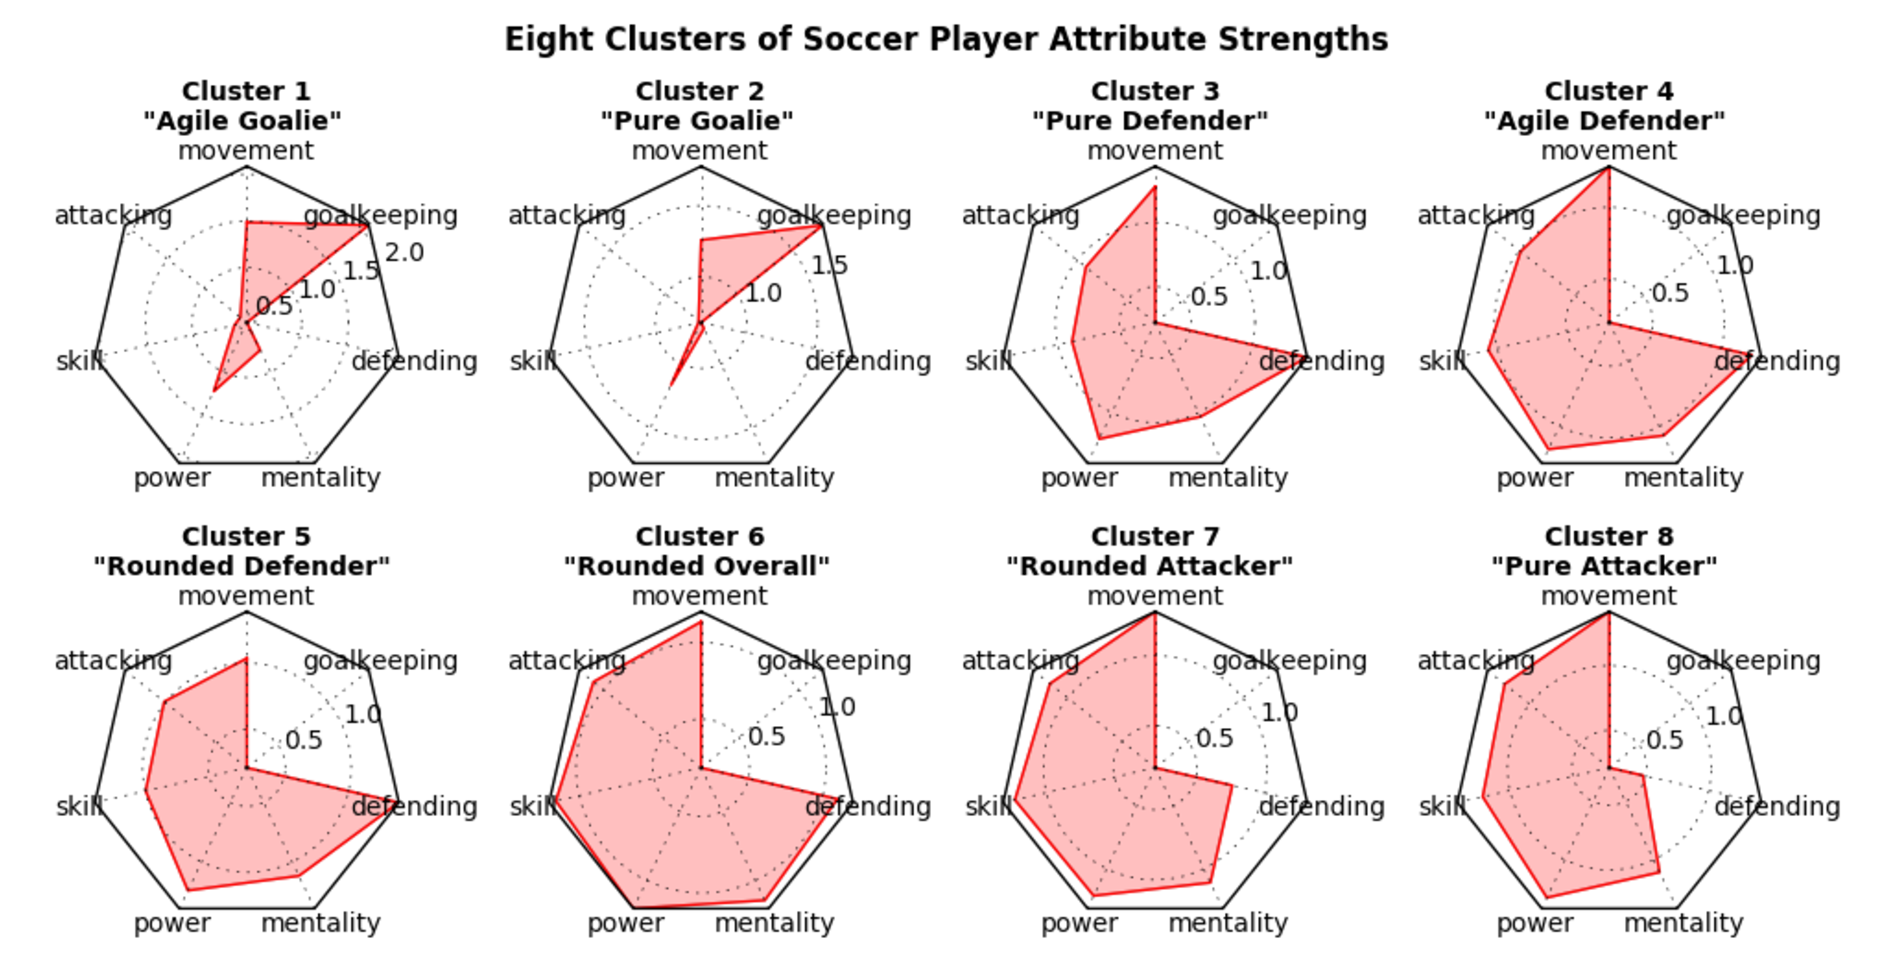 Eight Clusters of Soccer Player Attribute Strengths
Cluster 1
"Agile Goalie"
movement
attacking
goalkeeping
2.0
1.5
1.0
0.5
skill
defending
power
mentality
Cluster 2
"Pure Goalie"
movement
attacking
goalkeeping
1.5
1.0
skill
defending
power
mentality
Cluster 3
"Pure Defender"
movement
attacking
goalkeeping
1.0
0.5
skill
defending
power
mentality
Cluster 4
"Agile Defender"
movement
attacking
goalkeeping
1.0
0.5
skill
defending
power
mentality
Cluster 5
"Rounded Defender"
movement
attacking
goalkeeping
1.0
0.5
skill
defending
power
mentality
Cluster 6
"Rounded Overall"
movement
attacking
goalkeeping
1.0
0.5
skill
defending
power
mentality
Cluster 7
"Rounded Attacker"
movement
attacking
goalkeeping
1.0
0.5
skill
defending
power
mentality
Cluster 8
"Pure Attacker"
movement
attacking
goalkeeping
1.0
0.5
skill
defending
power
mentality